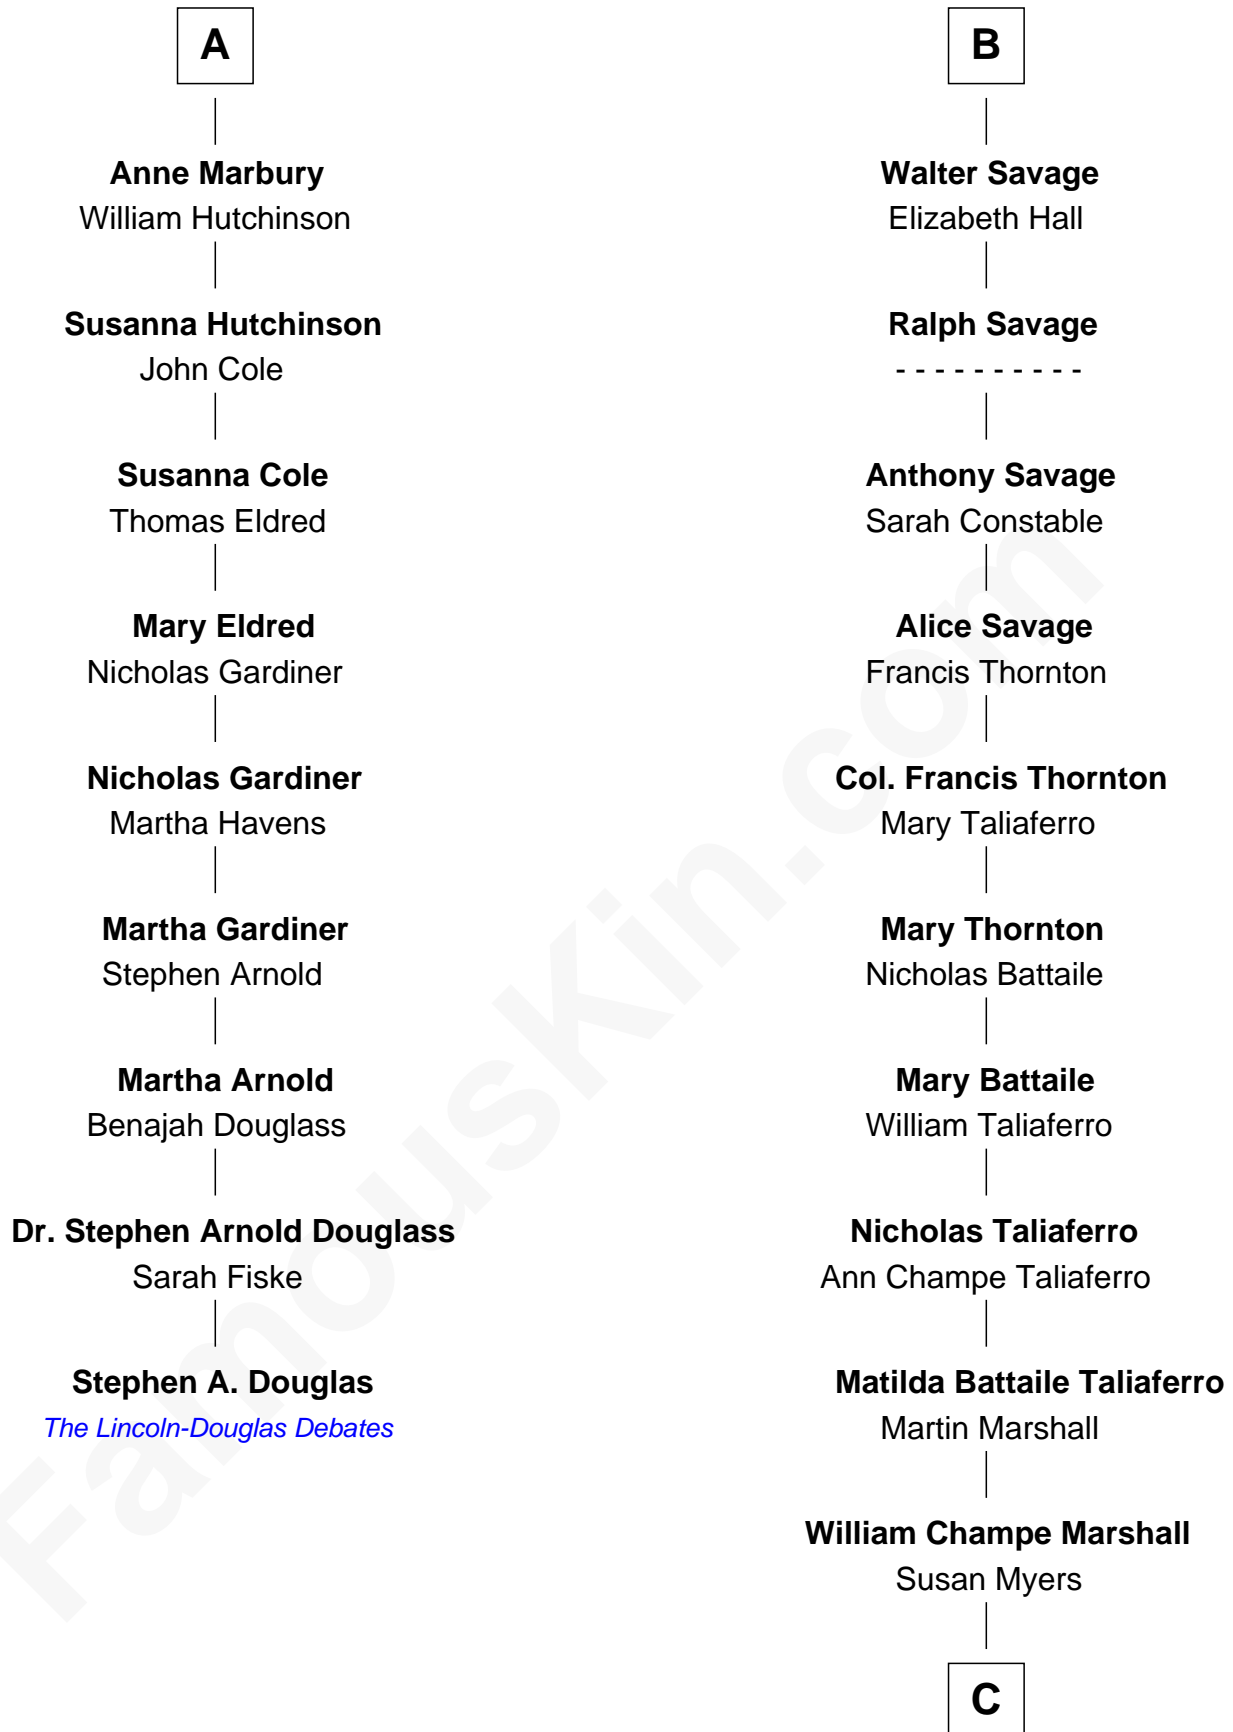 A
Anne Marbury
William Hutchinson
Susanna Hutchinson
John Cole
Susanna Cole
Thomas Eldred
Mary Eldred
Nicholas Gardiner
Nicholas Gardiner
Martha Havens
Martha Gardiner
Stephen Arnold
Martha Arnold
Benajah Douglass
Dr. Stephen Arnold Douglass
Sarah Fiske
Stephen A. Douglas
The Lincoln-Douglas Debates
B
Walter Savage
Elizabeth Hall
Ralph Savage
- - - - - - - - - -
Anthony Savage
Sarah Constable
Alice Savage
Francis Thornton
Col. Francis Thornton
Mary Taliaferro
Mary Thornton
Nicholas Battaile
Mary Battaile
William Taliaferro
Nicholas Taliaferro
Ann Champe Taliaferro
Matilda Battaile Taliaferro
Martin Marshall
William Champe Marshall
Susan Myers
C
FamousKin.com